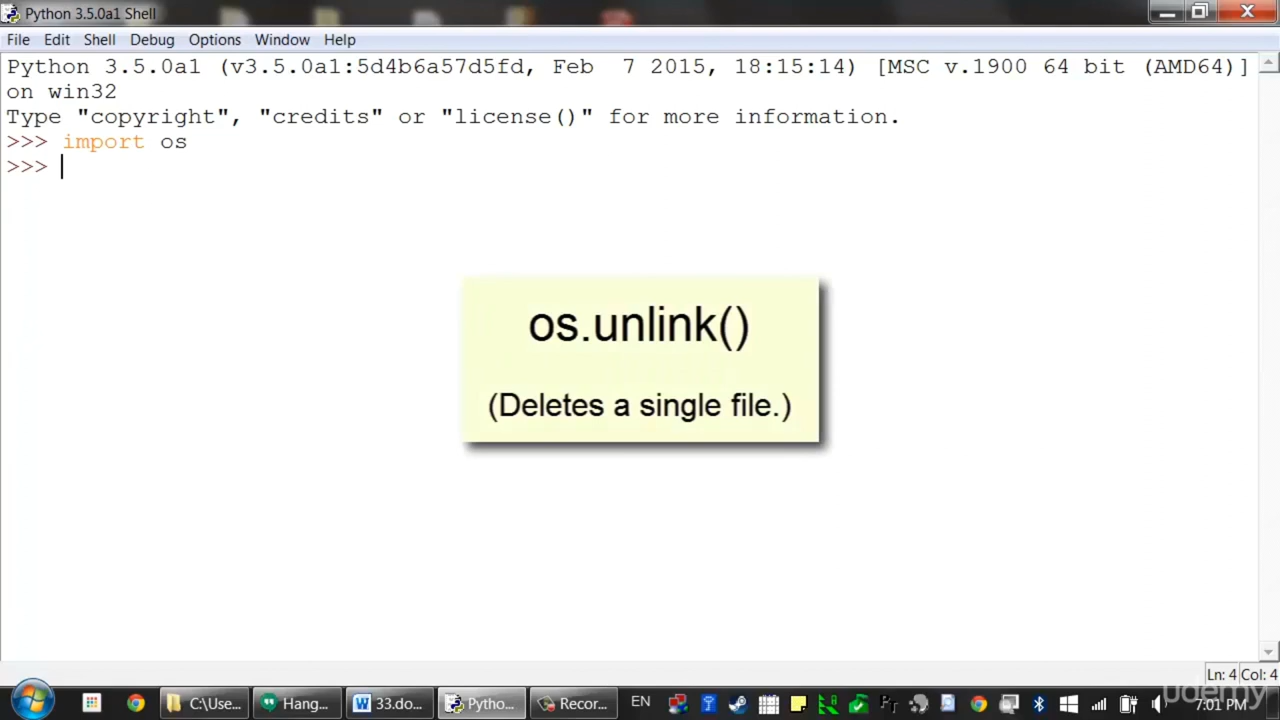 Python 3.5.0a1 Shell
File Edit Shell Debug Options Window Help
Python 3.5.0a1 (v3.5.0a1:5d4b6a57d5fd, Feb  7 2015, 18:15:14) [MSC v.1900 64 bit (AMD64)]
on win32
Type "copyright", "credits" or "license()" for more information.
>>> import os
>>>
os.unlink()
(Deletes a single file.)
Ln: 4 Col: 4
C:\Use... Hang... 33.do... Pytho... Recor... EN 7:01 PM
udemy